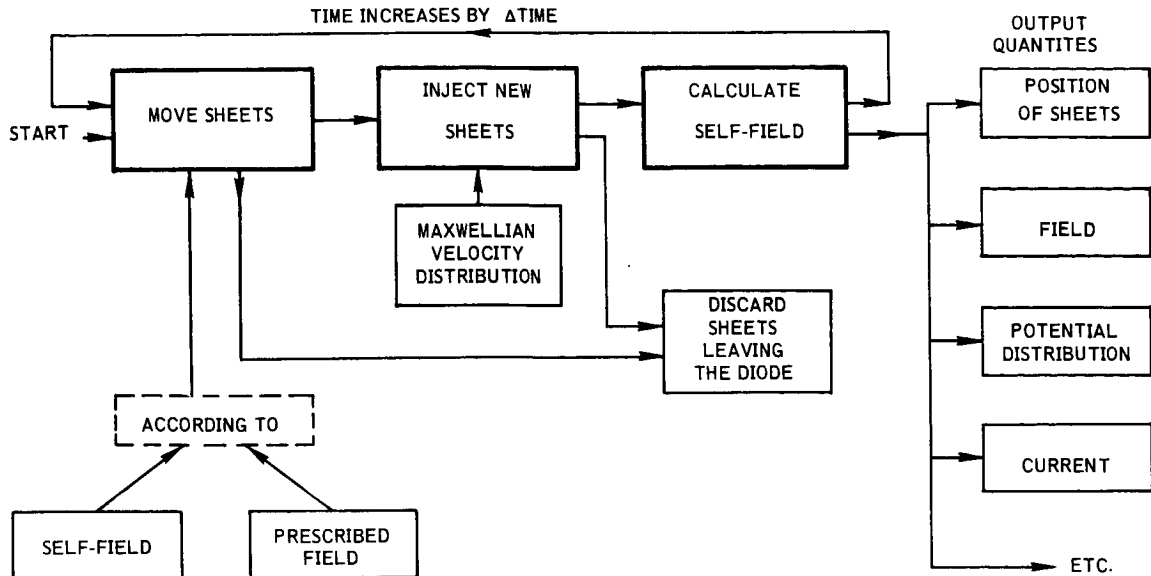 TIME INCREASES BY ΔTIME
OUTPUT
QUANTITES
START
MOVE SHEETS
INJECT NEW
SHEETS
CALCULATE
SELF-FIELD
POSITION
OF SHEETS
MAXWELLIAN
VELOCITY
DISTRIBUTION
FIELD
DISCARD
SHEETS
LEAVING
THE DIODE
POTENTIAL
DISTRIBUTION
ACCORDING TO
CURRENT
SELF-FIELD
PRESCRIBED
FIELD
ETC.